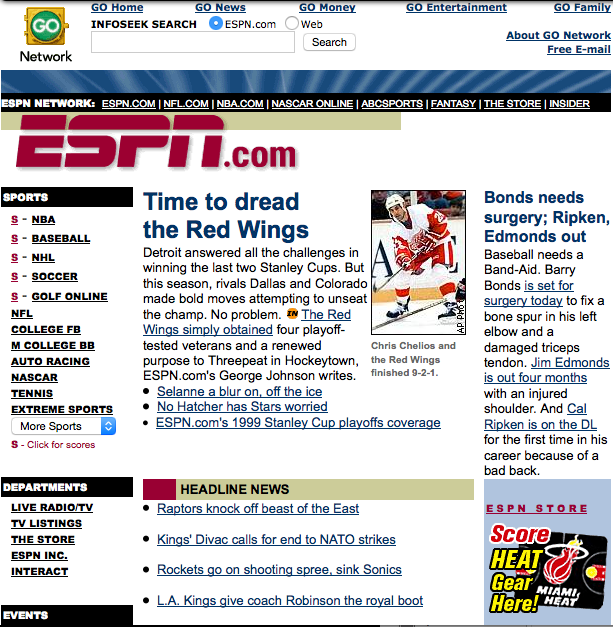 GO
Network
GO Home GO News GO Money GO Entertainment GO Family
INFOSEEK SEARCH ESPN.com Web
Search
About GO Network
Free E-mail
ESPN NETWORK: ESPN.COM | NFL.COM | NBA.COM | NASCAR ONLINE | ABCSPORTS | FANTASY | THE STORE | INSIDER
ESPN.com
SPORTS
S - NBA
S - BASEBALL
S - NHL
S - SOCCER
S - GOLF ONLINE
NFL
COLLEGE FB
M COLLEGE BB
AUTO RACING
NASCAR
TENNIS
EXTREME SPORTS
More Sports
S - Click for scores
DEPARTMENTS
LIVE RADIO/TV
TV LISTINGS
THE STORE
ESPN INC.
INTERACT
EVENTS
Time to dread
the Red Wings
Detroit answered all the challenges in
winning the last two Stanley Cups. But
this season, rivals Dallas and Colorado
made bold moves attempting to unseat
the champ. No problem. IN The Red
Wings simply obtained four playoff-
tested veterans and a renewed
purpose to Threepeat in Hockeytown,
ESPN.com's George Johnson writes.
Selanne a blur on, off the ice
No Hatcher has Stars worried
ESPN.com's 1999 Stanley Cup playoffs coverage
AP Photo
Chris Chelios and
the Red Wings
finished 9-2-1.
HEADLINE NEWS
Raptors knock off beast of the East
Kings' Divac calls for end to NATO strikes
Rockets go on shooting spree, sink Sonics
L.A. Kings give coach Robinson the royal boot
Bonds needs
surgery; Ripken,
Edmonds out
Baseball needs a
Band-Aid. Barry
Bonds is set for
surgery today to fix a
bone spur in his left
elbow and a
damaged triceps
tendon. Jim Edmonds
is out four months
with an injured
shoulder. And Cal
Ripken is on the DL
for the first time in his
career because of a
bad back.
ESPN STORE
Score
HEAT
Gear
Here!
MIAMI
HEAT